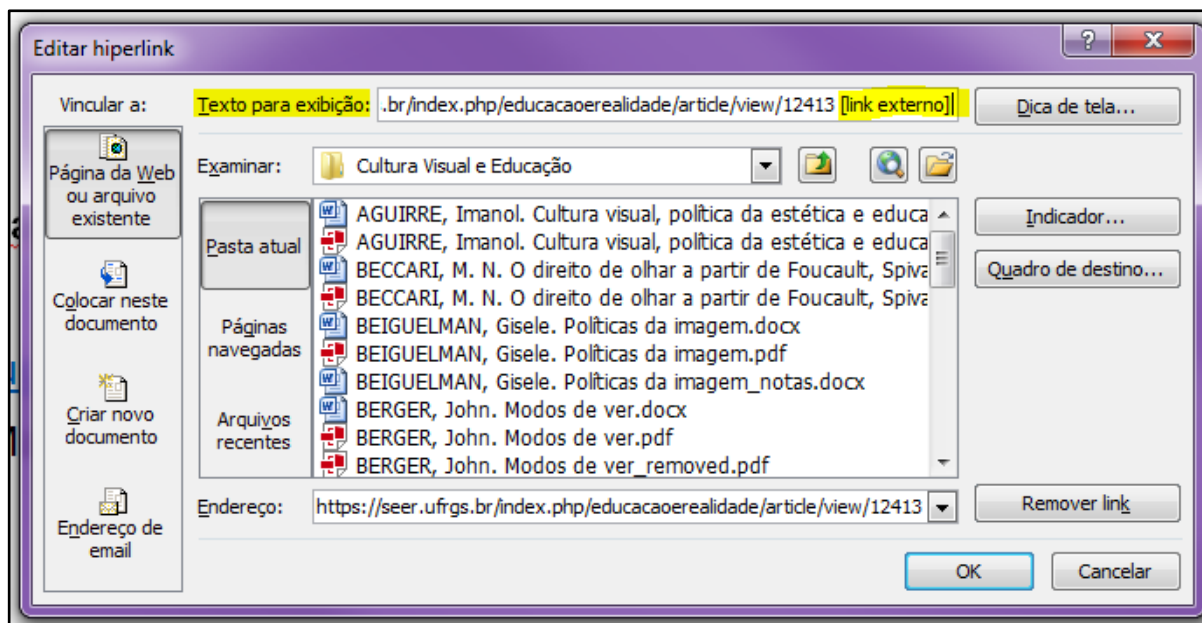 Editar hiperlink
Vincular a:
Texto para exibição: .br/index.php/educacaoerealidade/article/view/12413 [link externo]
Dica de tela...
Página da Web
ou arquivo
existente
Colocar neste
documento
Criar novo
documento
Endereço de
email
Examinar: Cultura Visual e Educação
Pasta atual
Páginas
navegadas
Arquivos
recentes
AGUIRRE, Imanol. Cultura visual, política da estética e educa
AGUIRRE, Imanol. Cultura visual, política da estética e educa
BECCARI, M. N. O direito de olhar a partir de Foucault, Spiva
BECCARI, M. N. O direito de olhar a partir de Foucault, Spiva
BEIGUELMAN, Gisele. Políticas da imagem.docx
BEIGUELMAN, Gisele. Políticas da imagem.pdf
BEIGUELMAN, Gisele. Políticas da imagem_notas.docx
BERGER, John. Modos de ver.docx
BERGER, John. Modos de ver.pdf
BERGER, John. Modos de ver_removed.pdf
Indicador...
Quadro de destino...
Endereço: https://seer.ufrgs.br/index.php/educacaoerealidade/article/view/12413
Remover link
OK
Cancelar